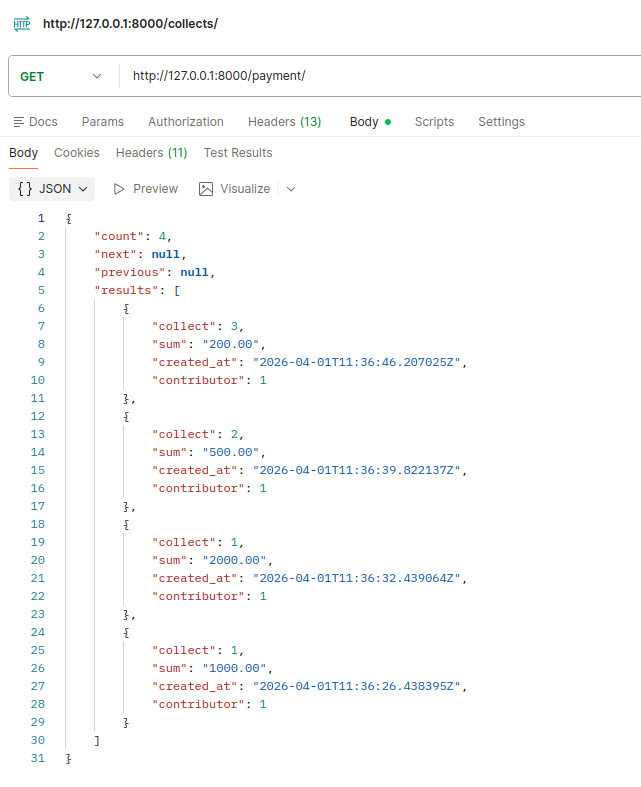 HTTP http://127.0.0.1:8000/collects/
GET http://127.0.0.1:8000/payment/
Docs Params Authorization Headers (13) Body Scripts Settings
Body Cookies Headers (11) Test Results
{} JSON Preview Visualize
1 {
2 "count": 4,
3 "next": null,
4 "previous": null,
5 "results": [
6 {
7 "collect": 3,
8 "sum": "200.00",
9 "created_at": "2026-04-01T11:36:46.207025Z",
10 "contributor": 1
11 },
12 {
13 "collect": 2,
14 "sum": "500.00",
15 "created_at": "2026-04-01T11:36:39.822137Z",
16 "contributor": 1
17 },
18 {
19 "collect": 1,
20 "sum": "2000.00",
21 "created_at": "2026-04-01T11:36:32.439064Z",
22 "contributor": 1
23 },
24 {
25 "collect": 1,
26 "sum": "1000.00",
27 "created_at": "2026-04-01T11:36:26.438395Z",
28 "contributor": 1
29 }
30 ]
31 }